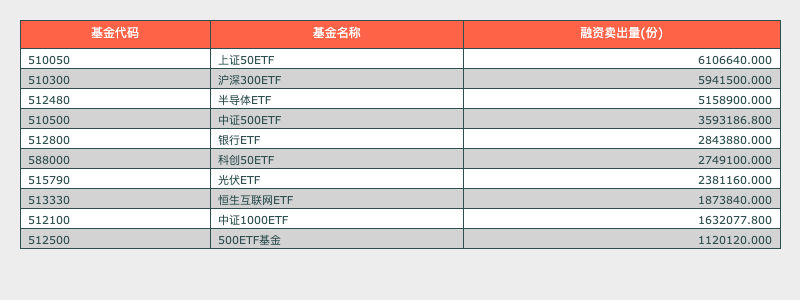 基金代码 基金名称 融资卖出量(份)
510050 上证50ETF 6106640.000
510300 沪深300ETF 5941500.000
512480 半导体ETF 5158900.000
510500 中证500ETF 3593186.800
512800 银行ETF 2843880.000
588000 科创50ETF 2749100.000
515790 光伏ETF 2381160.000
513330 恒生互联网ETF 1873840.000
512100 中证1000ETF 1632077.800
512500 500ETF基金 1120120.000